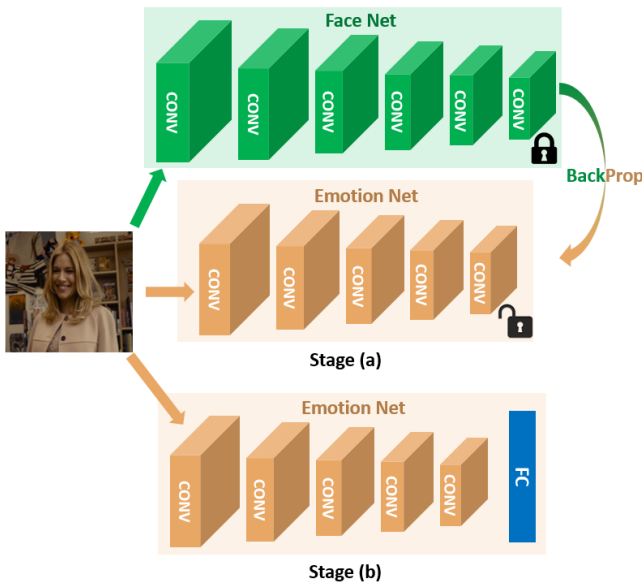 Face Net
CONV
CONV
CONV
CONV
CONV
CONV
BackProp
Emotion Net
CONV
CONV
CONV
CONV
CONV
Stage (a)
Emotion Net
CONV
CONV
CONV
CONV
CONV
FC
Stage (b)